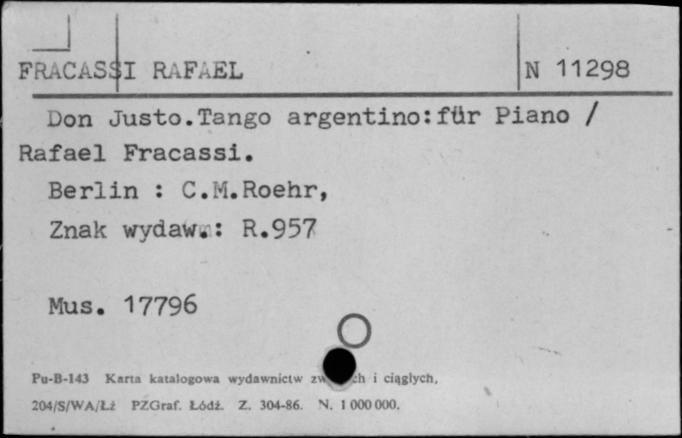 FRACASSI RAFAEL
N 11298
Don Justo.Tango argentino:für Piano /
Rafael Fracassi.
Berlin : C.M.Roehr,
Znak wydaw.: R.957
Mus. 17796
Pu-B-143 Karta katalogowa wydawnictw i ciągłych,
204/S/WA/Łż PZGraf. Łódź. Z. 304-86. N. 1 000 000.